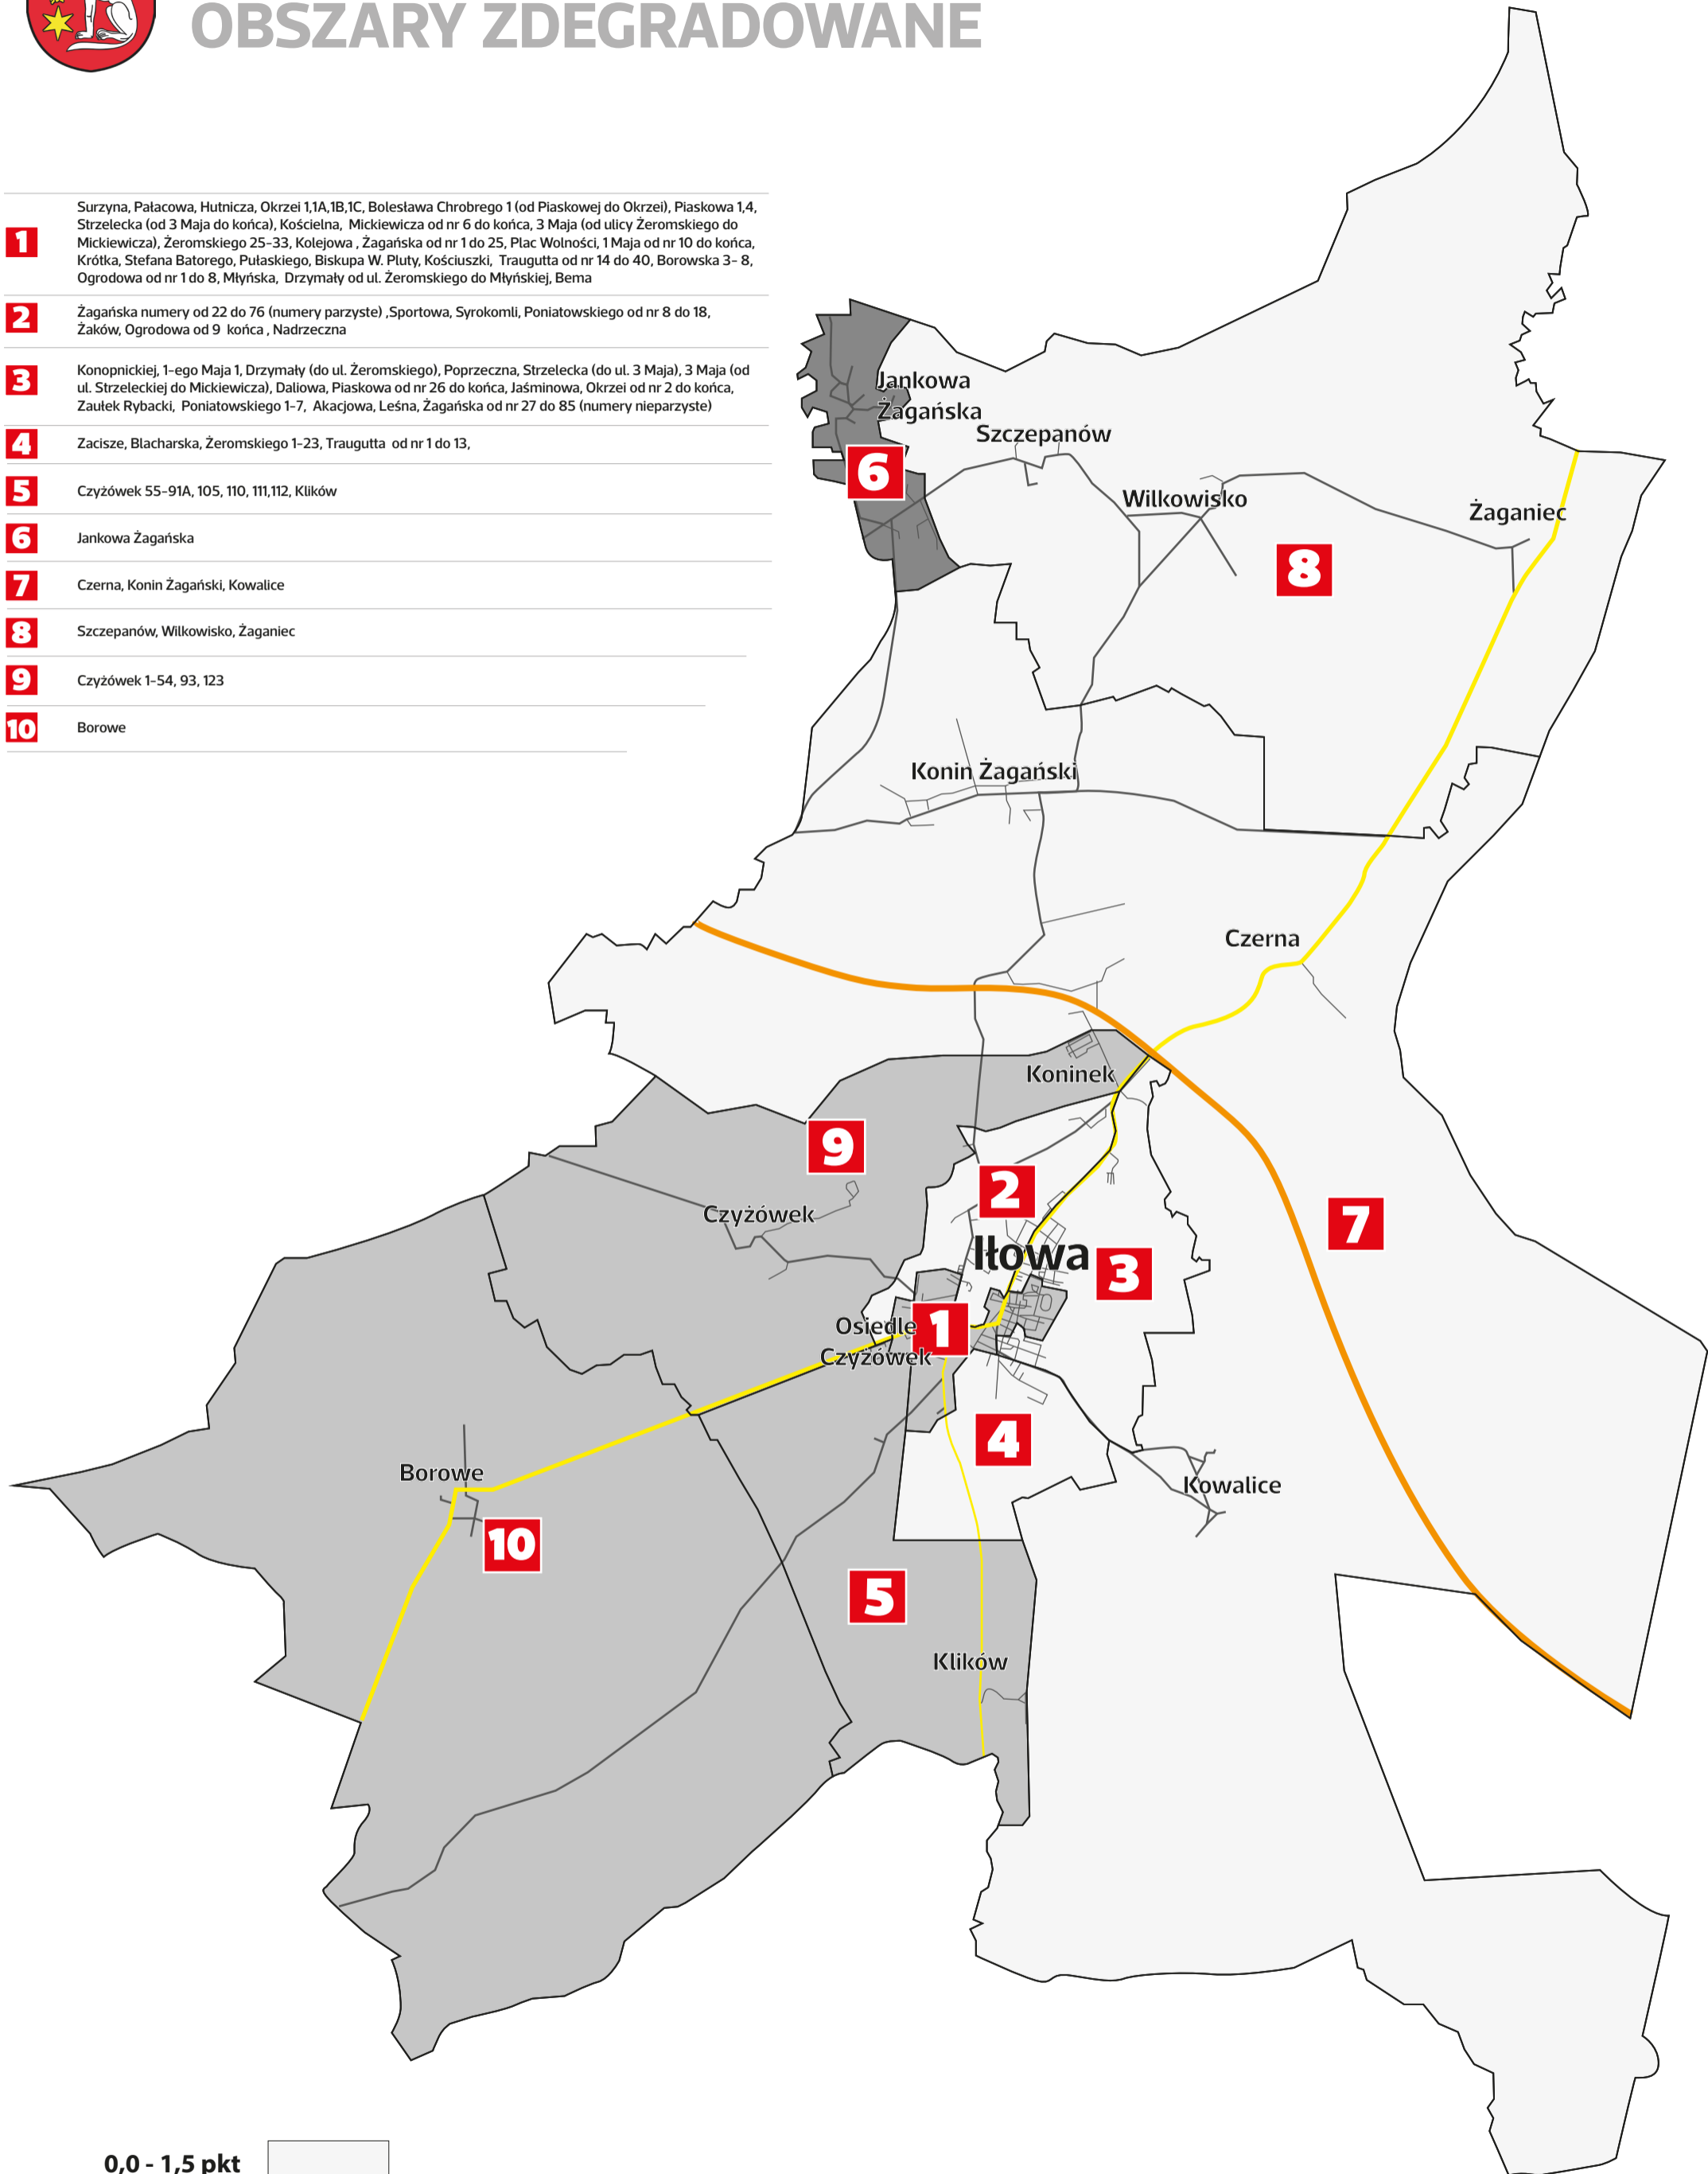 OBSZARY ZDEGRADOWANE
1
Surzyna, Pałacowa, Hutnicza, Okrzei 1,1A,1B,1C, Bolesława Chrobrego 1 (od Piaskowej do Okrzei), Piaskowa 1,4,
Strzelecka (od 3 Maja do końca), Kościelna, Mickiewicza od nr 6 do końca, 3 Maja (od ulicy Żeromskiego do
Mickiewicza), Żeromskiego 25-33, Kolejowa , Żagańska od nr 1 do 25, Plac Wolności, 1 Maja od nr 10 do końca,
Krótka, Stefana Batorego, Pułaskiego, Biskupa W. Pluty, Kościuszki, Traugutta od nr 14 do 40, Borowska 3- 8,
Ogrodowa od nr 1 do 8, Młyńska, Drzymały od ul. Żeromskiego do Młyńskiej, Bema
2
Żagańska numery od 22 do 76 (numery parzyste) ,Sportowa, Syrokomli, Poniatowskiego od nr 8 do 18,
Żaków, Ogrodowa od 9 końca , Nadrzeczna
3
Konopnickiej, 1-ego Maja 1, Drzymały (do ul. Żeromskiego), Poprzeczna, Strzelecka (do ul. 3 Maja), 3 Maja (od
ul. Strzeleckiej do Mickiewicza), Daliowa, Piaskowa od nr 26 do końca, Jaśminowa, Okrzei od nr 2 do końca,
Zaułek Rybacki, Poniatowskiego 1-7, Akacjowa, Leśna, Żagańska od nr 27 do 85 (numery nieparzyste)
4
Zacisze, Blacharska, Żeromskiego 1-23, Traugutta od nr 1 do 13,
5
Czyżówek 55-91A, 105, 110, 111,112, Klików
6
Jankowa Żagańska
7
Czerna, Konin Żagański, Kowalice
8
Szczepanów, Wilkowisko, Żaganiec
9
Czyżówek 1-54, 93, 123
10
Borowe
Jankowa
Żagańska
Szczepanów
6
Wilkowisko
Żaganiec
8
Konin Żagański
Czerna
Koninek
9
2
Czyżówek
7
Iłowa
3
1
Osiedle
Czyżówek
4
Borowe
Kowalice
10
5
Klików
0,0 - 1,5 pkt